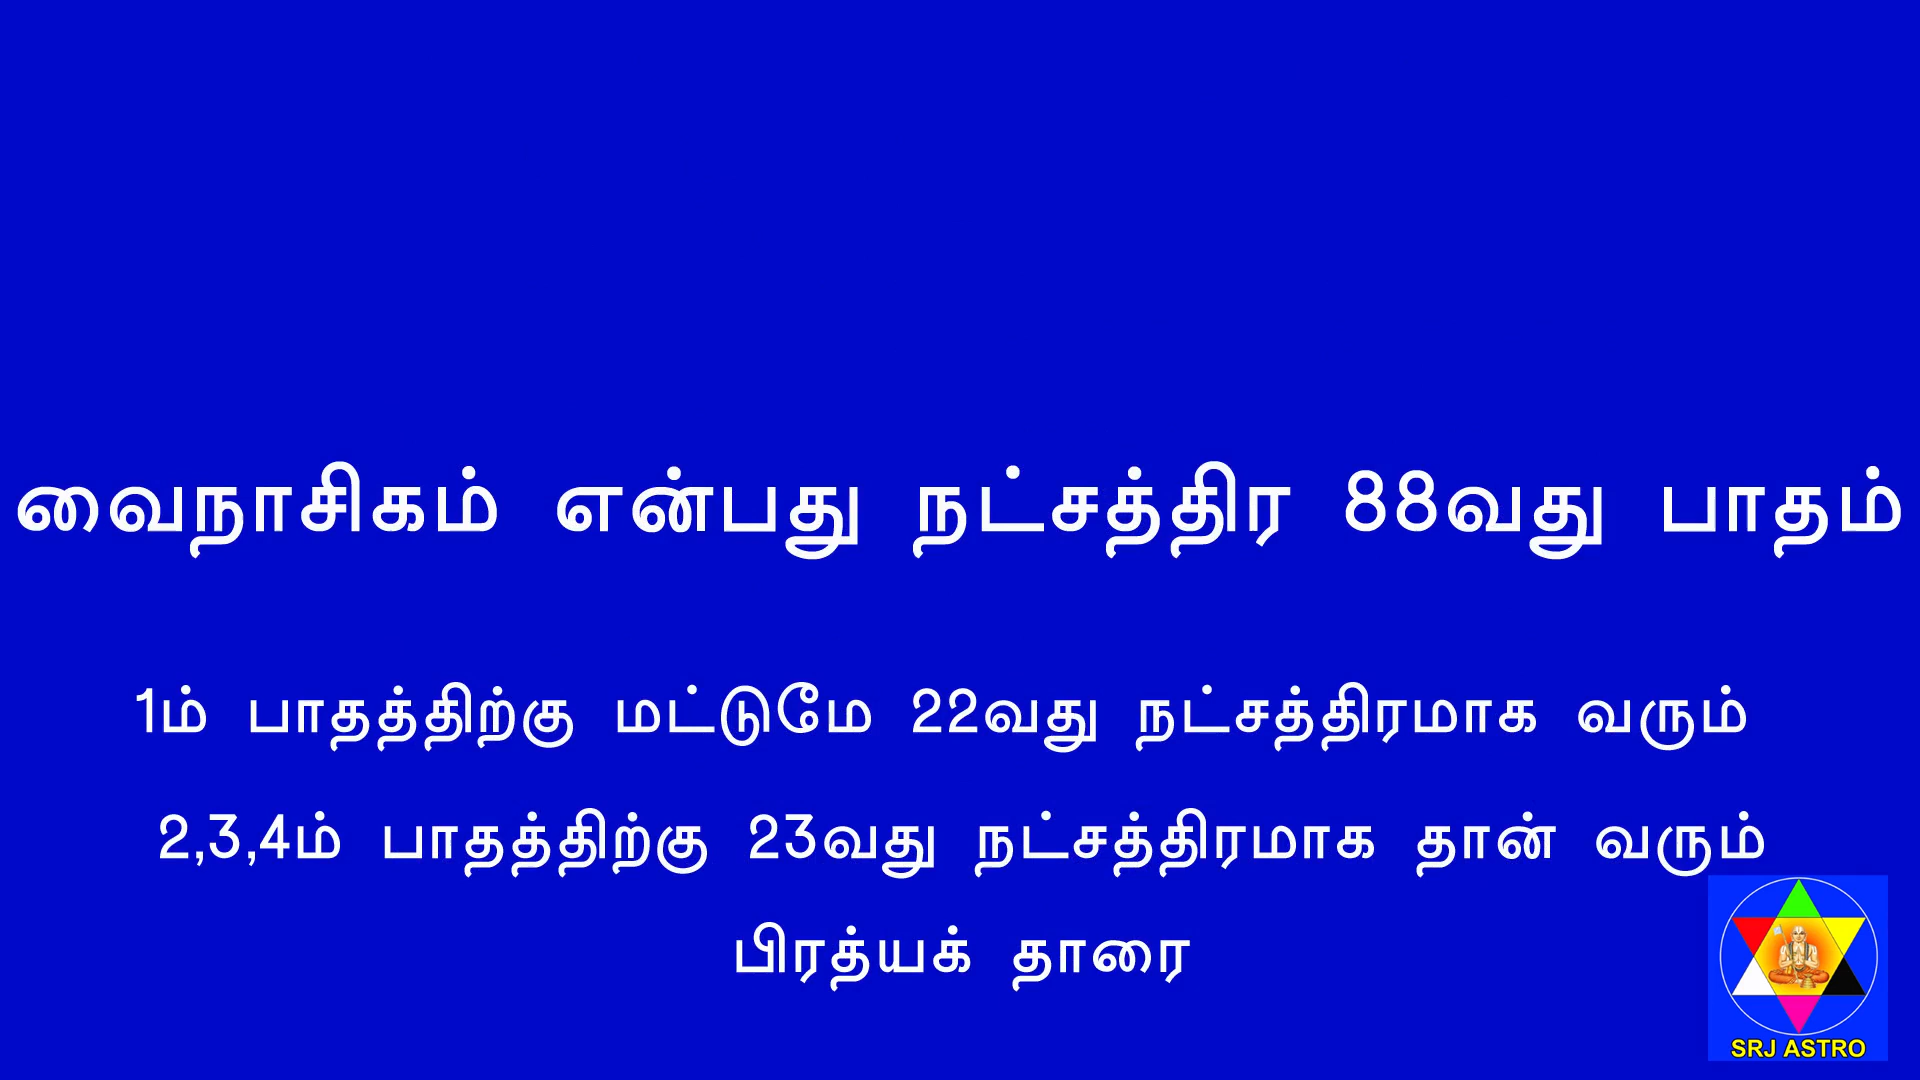 வைநாசிகம் என்பது நட்சத்திர 88வது பாதம்
1ம் பாதத்திற்கு மட்டுமே 22வது நட்சத்திரமாக வரும்
2,3,4ம் பாதத்திற்கு 23வது நட்சத்திரமாக தான் வரும்
பிரத்யக் தாரை
SRJ ASTRO